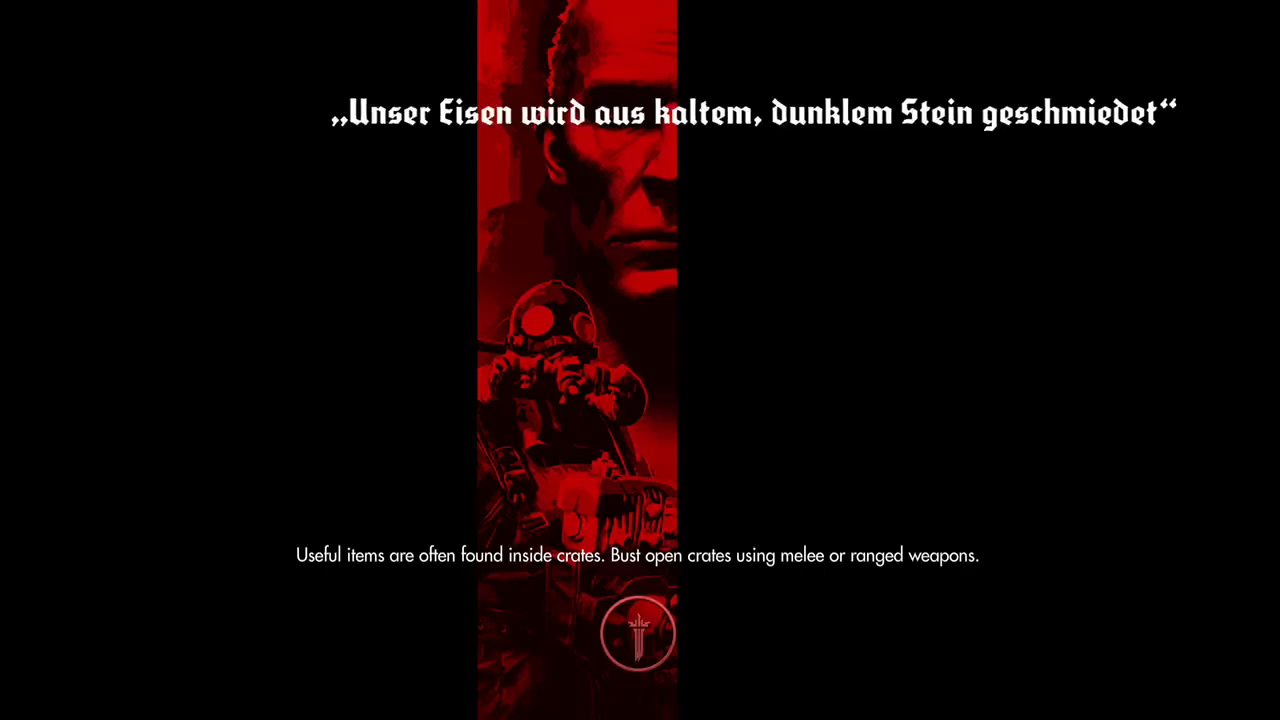 „Unser Eisen wird aus kaltem, dunklem Stein geschmiedet“
Useful items are often found inside crates. Bust open crates using melee or ranged weapons.